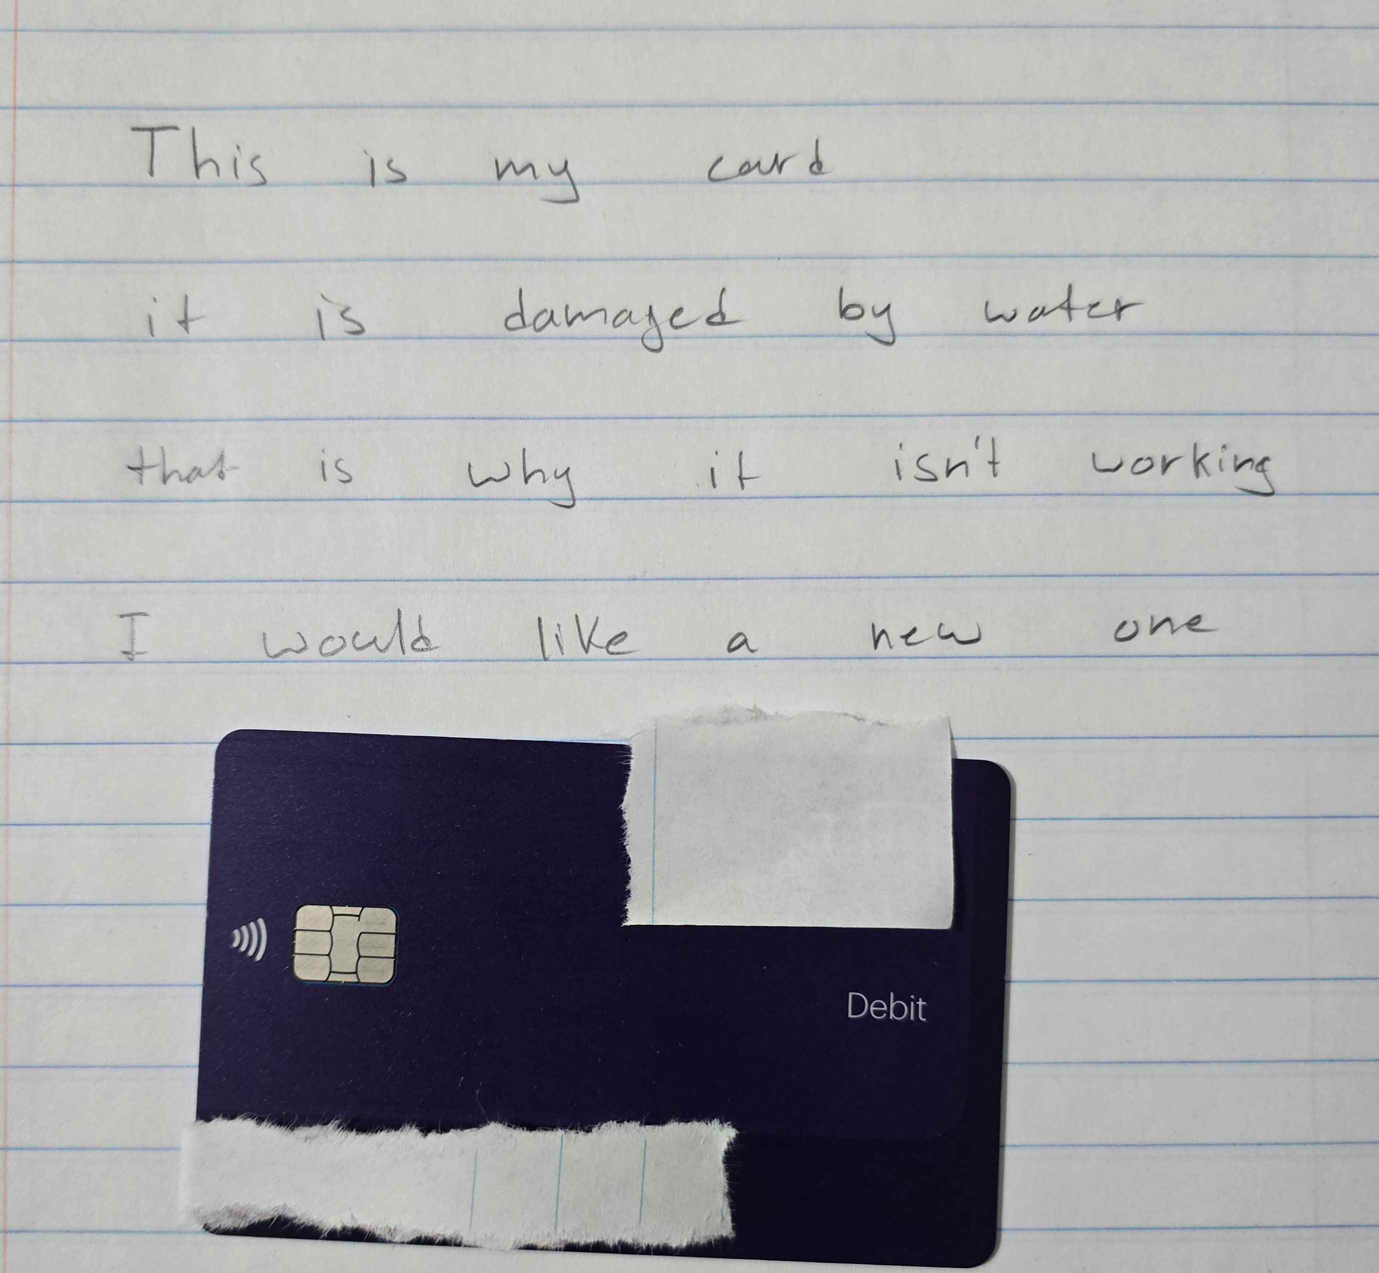 This is my card
it is damaged by water
that is why it isn't working
I would like a new one
Debit